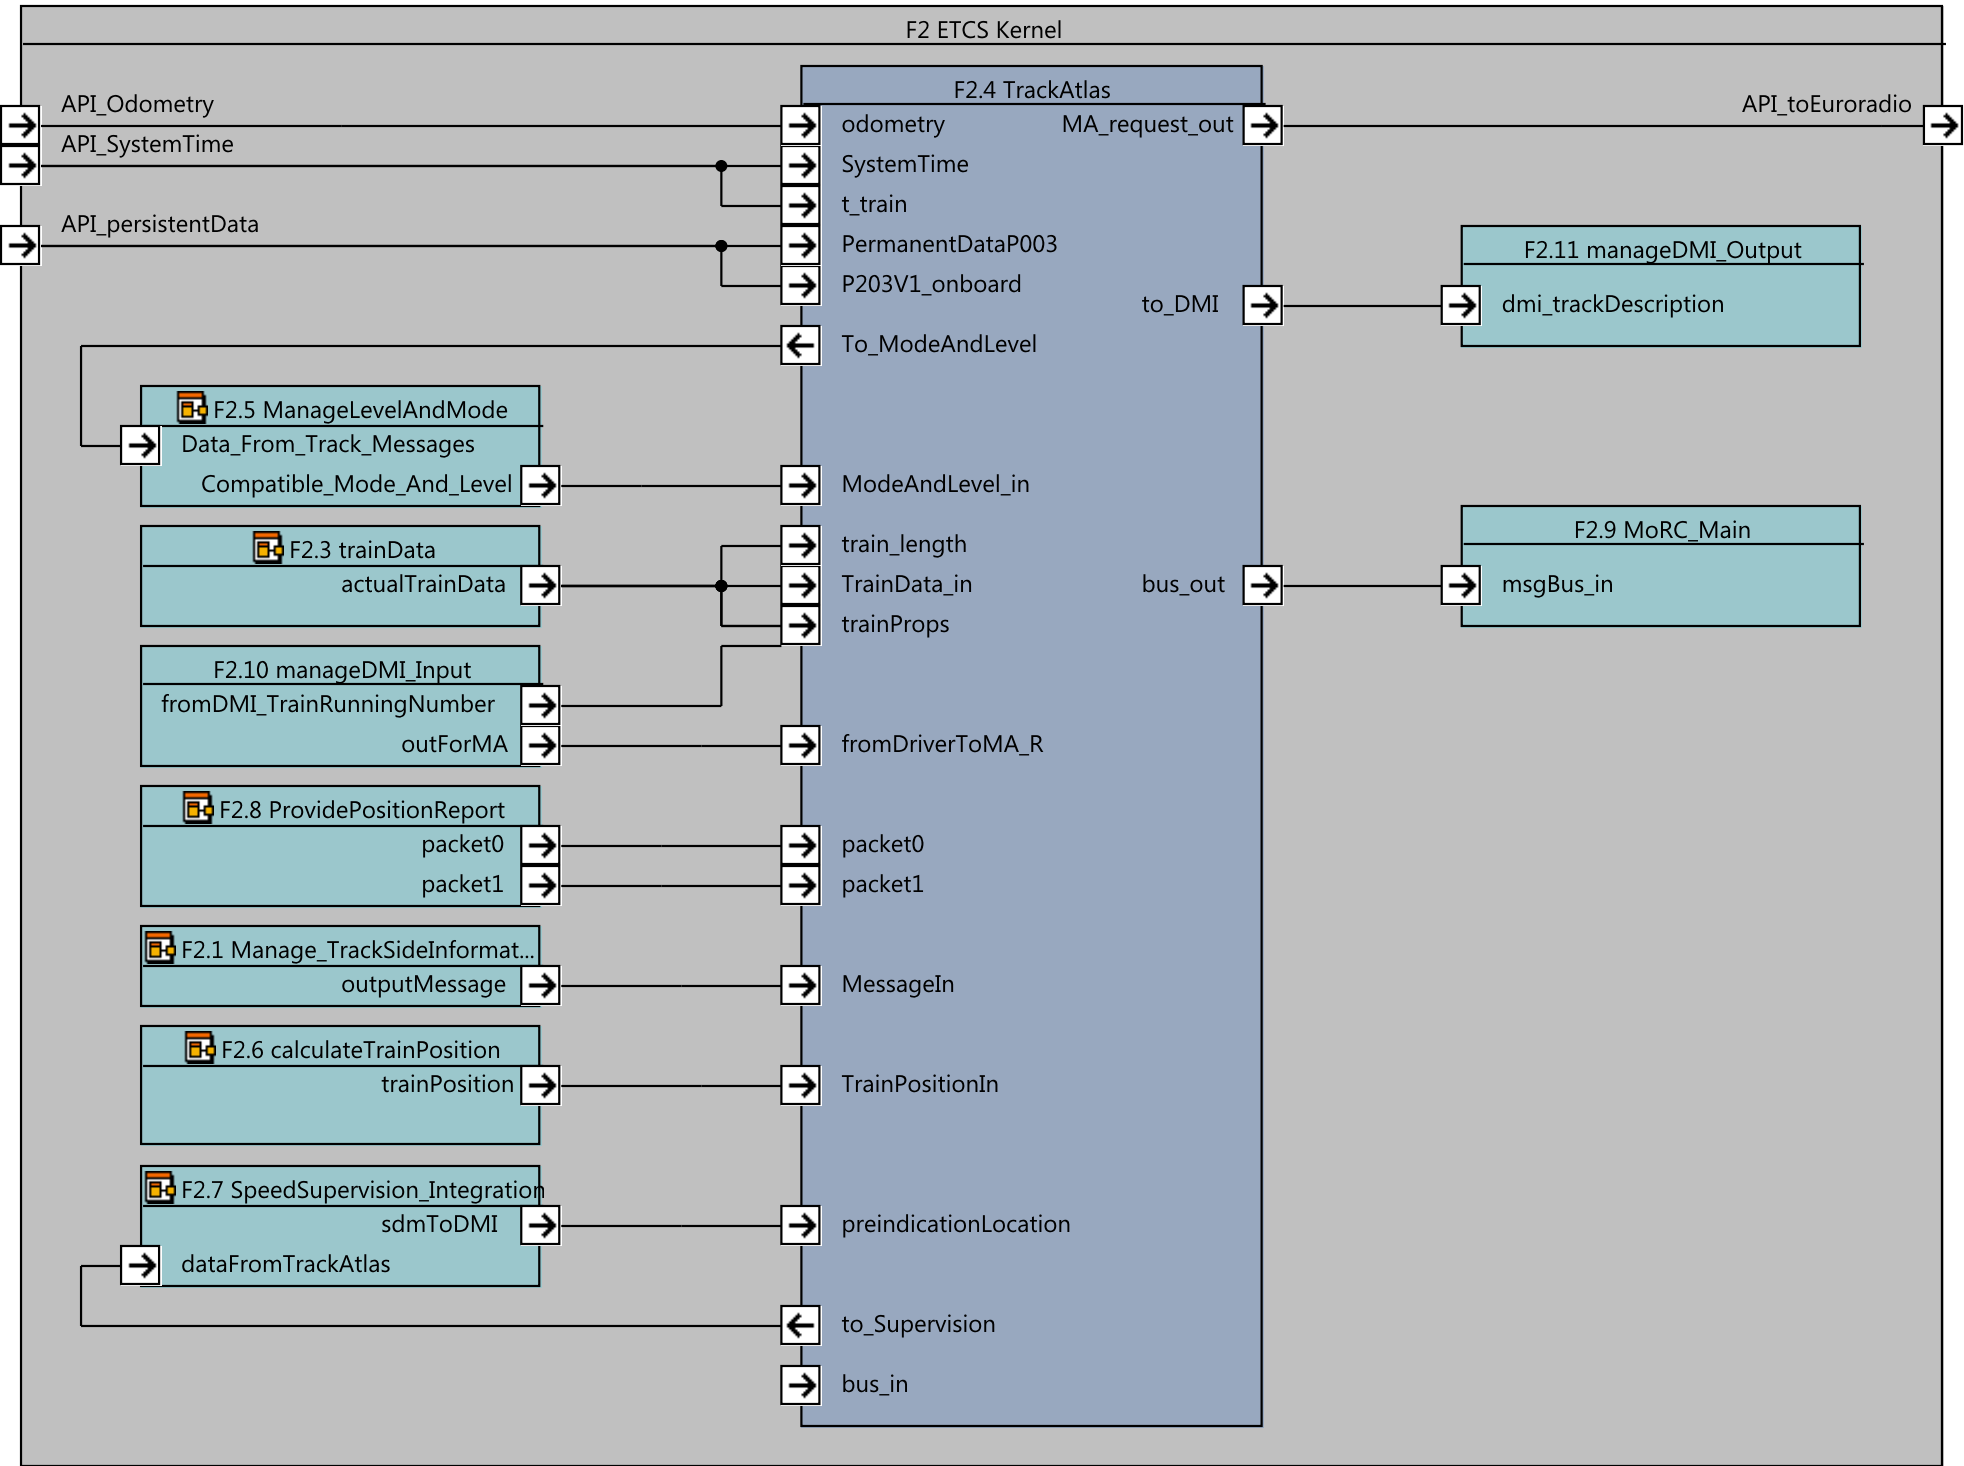 F2 ETCS Kernel
API_Odometry
API_SystemTime
API_persistentData
API_toEuroradio
F2.4 TrackAtlas
odometry
MA_request_out
SystemTime
t_train
PermanentDataP003
P203V1_onboard
to_DMI
To_ModeAndLevel
ModeAndLevel_in
train_length
TrainData_in
bus_out
trainProps
fromDriverToMA_R
packet0
packet1
MessageIn
TrainPositionIn
preindicationLocation
to_Supervision
bus_in
F2.11 manageDMI_Output
dmi_trackDescription
F2.9 MoRC_Main
msgBus_in
F2.5 ManageLevelAndMode
Data_From_Track_Messages
Compatible_Mode_And_Level
F2.3 trainData
actualTrainData
F2.10 manageDMI_Input
fromDMI_TrainRunningNumber
outForMA
F2.8 ProvidePositionReport
packet0
packet1
F2.1 Manage_TrackSideInformat...
outputMessage
F2.6 calculateTrainPosition
trainPosition
F2.7 SpeedSupervision_Integration
sdmToDMI
dataFromTrackAtlas